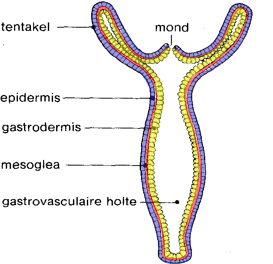 tentakel
mond
epidermis
gastrodermis
mesoglea
gastrovasculaire holte